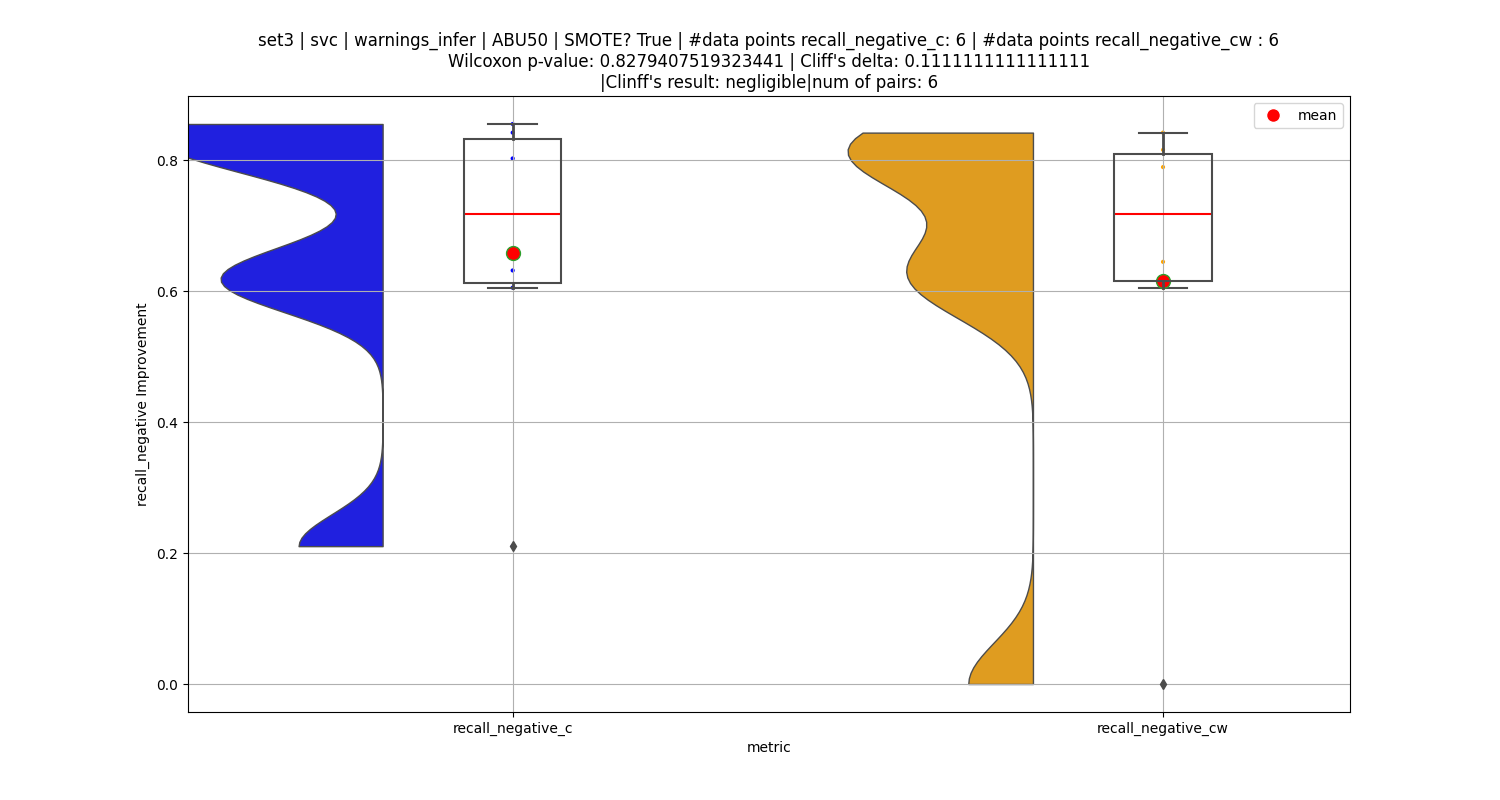 set3 | svc | warnings_infer | ABU50 | SMOTE? True | #data points recall_negative_c: 6 | #data points recall_negative_cw : 6
Wilcoxon p-value: 0.8279407519323441 | Cliff's delta: 0.1111111111111111
|Clinff's result: negligible|num of pairs: 6
mean
0.8
0.6
0.4
0.2
0.0
recall_negative Improvement
recall_negative_c
recall_negative_cw
metric